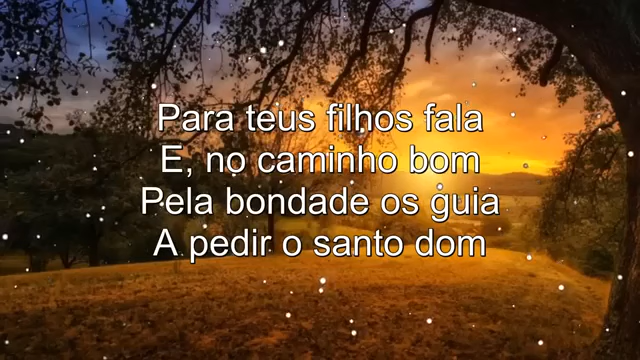 Para teus filhos fala
E, no caminho bom
Pela bondade os guia
A pedir o santo dom